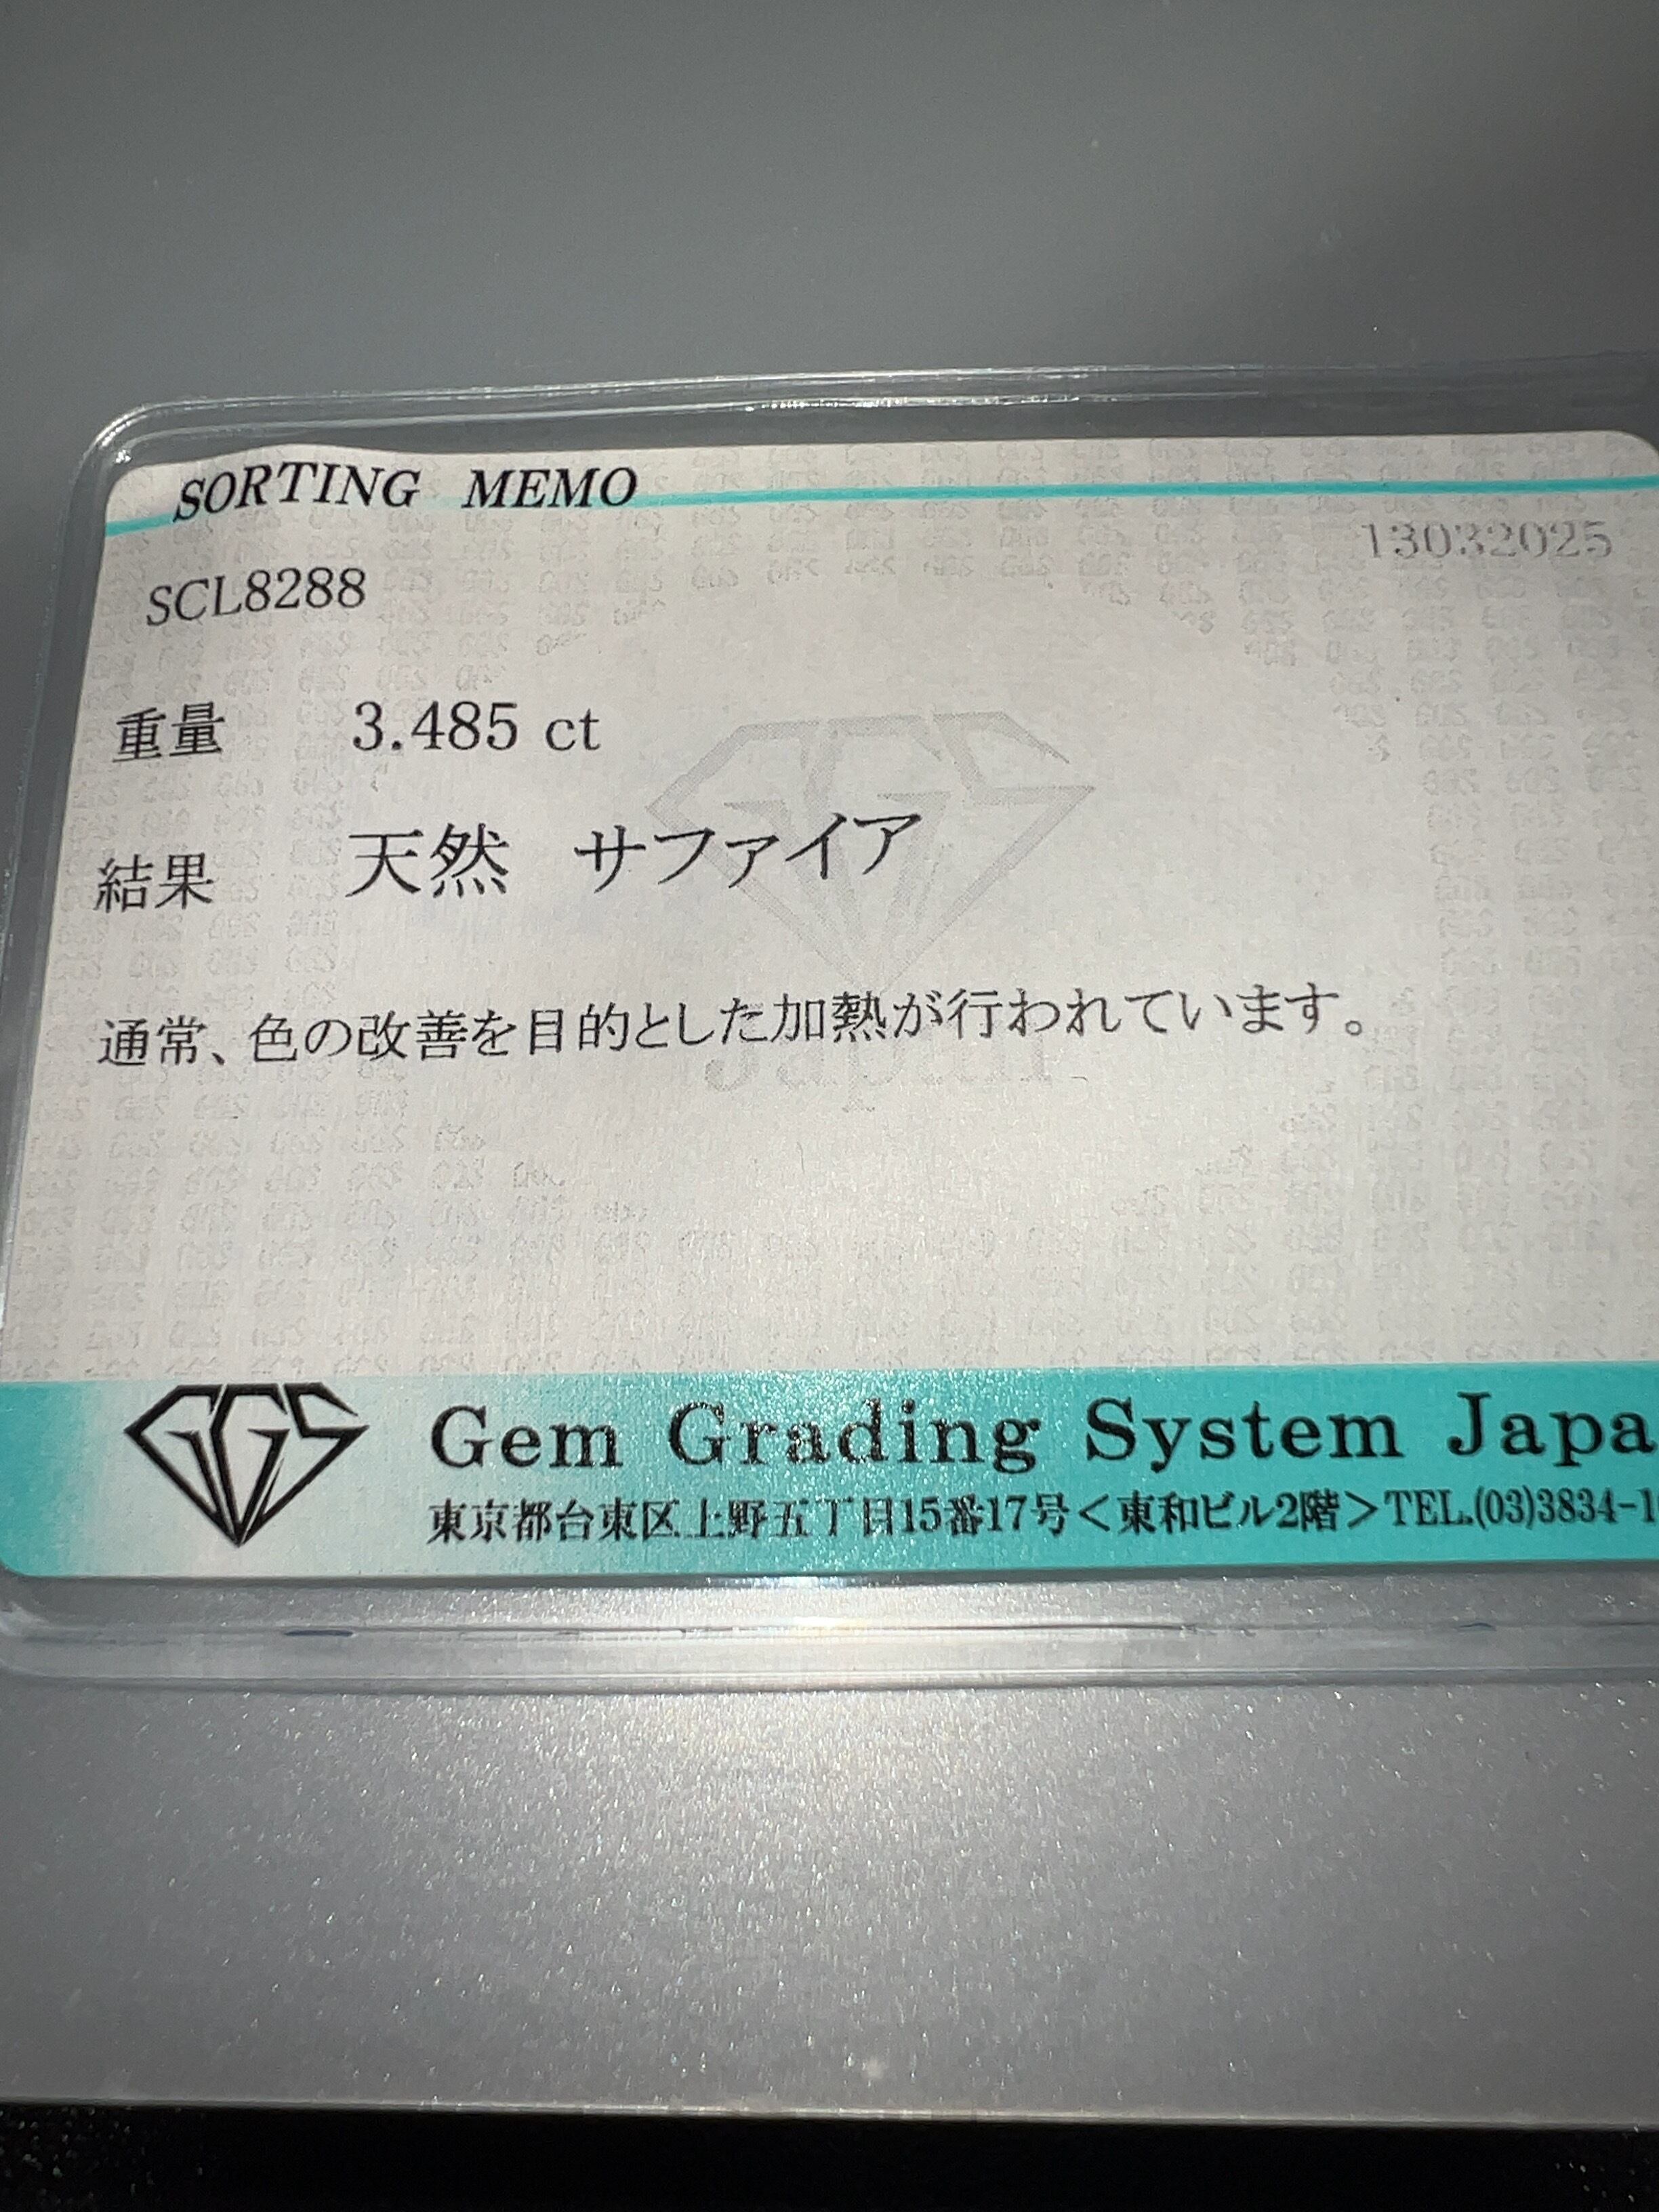 SORTING MEMO
13032025
SCL8288
重量 3.485 ct
結果 天然 サファイア
通常、色の改善を目的とした加熱が行われています。
GGS
Japan
GGS Gem Grading System Japa
東京都台東区上野五丁目15番17号<東和ビル2階>TEL.(03)3834-1